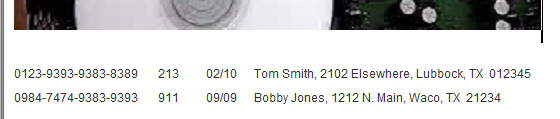 0123-9393-9383-8389 213 02/10 Tom Smith, 2102 Elsewhere, Lubbock, TX 012345
0984-7474-9383-9393 911 09/09 Bobby Jones, 1212 N. Main, Waco, TX 21234